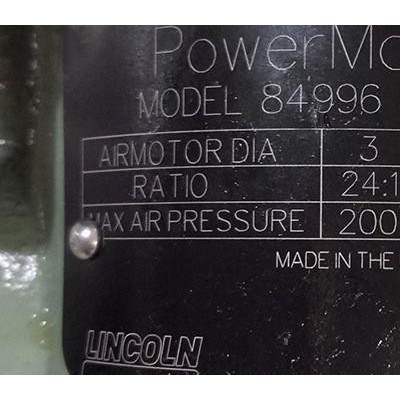 PowerMa
MODEL 84996
AIRMOTOR DIA 3
RATIO 24:1
MAX AIR PRESSURE 200
MADE IN THE
LINCOLN